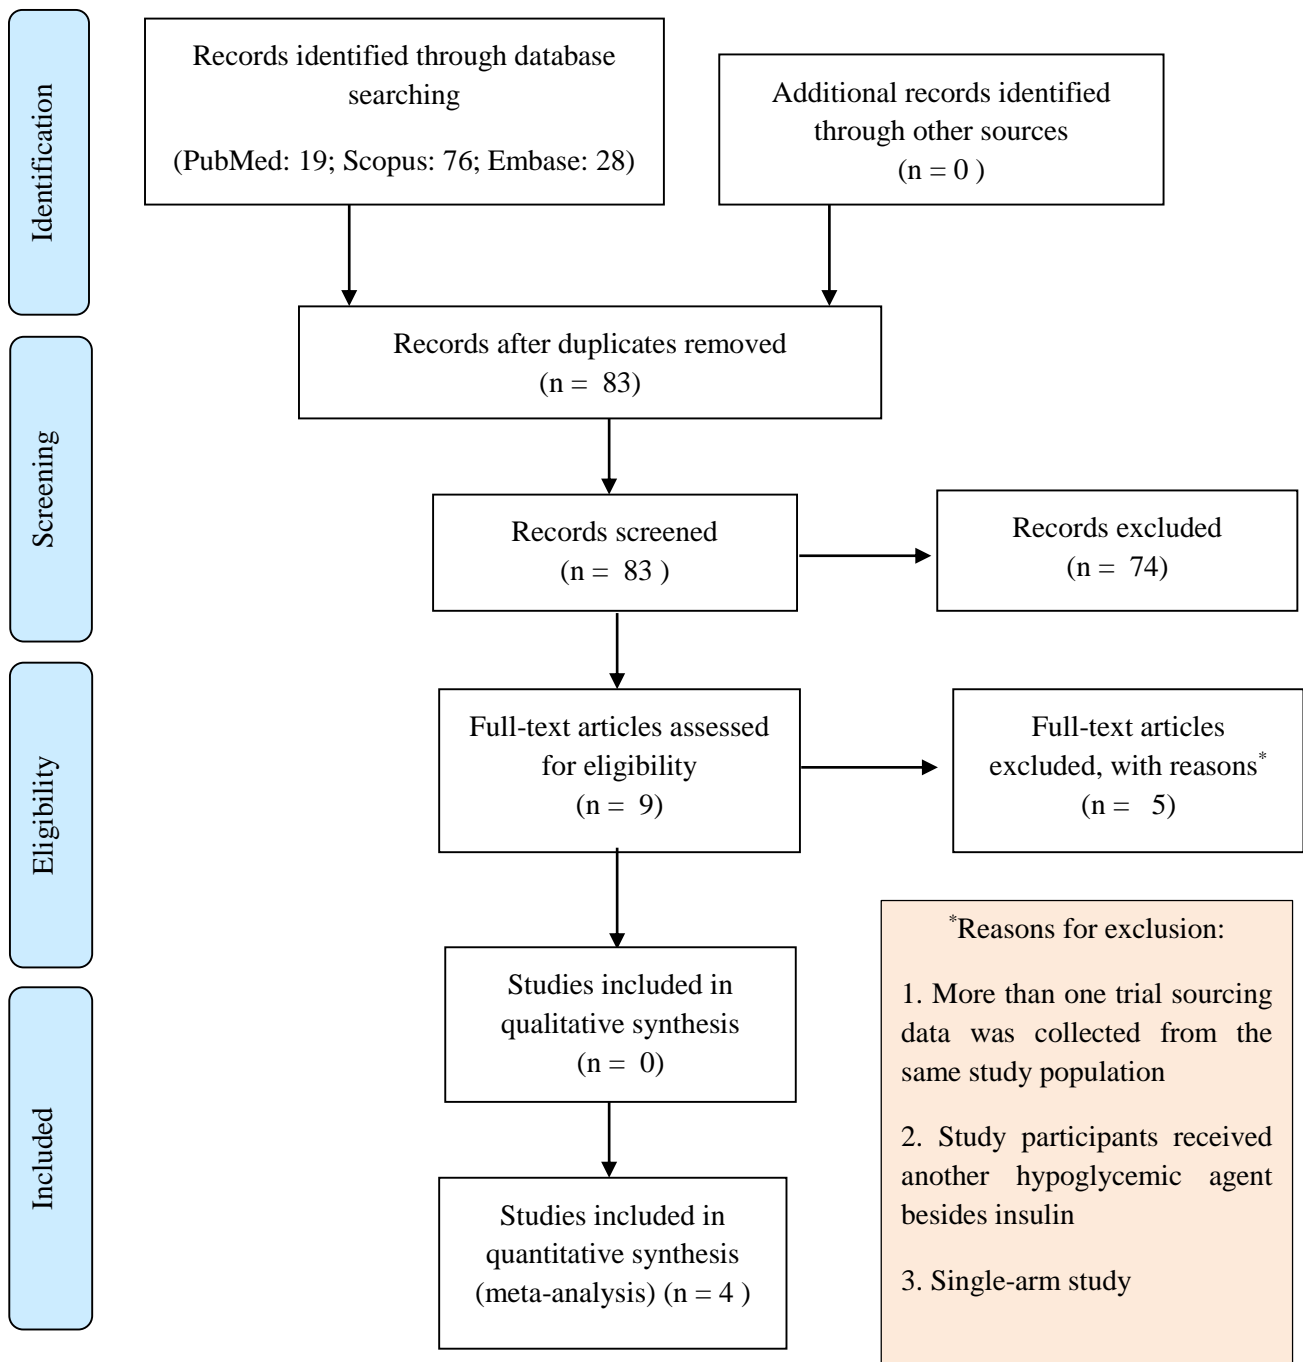 Identification
Records identified through database
searching
(PubMed: 19; Scopus: 76; Embase: 28)
Additional records identified
through other sources
(n = 0 )
Records after duplicates removed
(n = 83)
Screening
Records screened
(n = 83 )
Records excluded
(n = 74)
Eligibility
Full-text articles assessed
for eligibility
(n = 9)
Full-text articles
excluded, with reasons*
(n = 5)
Included
Studies included in
qualitative synthesis
(n = 0)
Studies included in
quantitative synthesis
(meta-analysis) (n = 4 )
*Reasons for exclusion:
1. More than one trial sourcing
data was collected from the
same study population
2. Study participants received
another hypoglycemic agent
besides insulin
3. Single-arm study